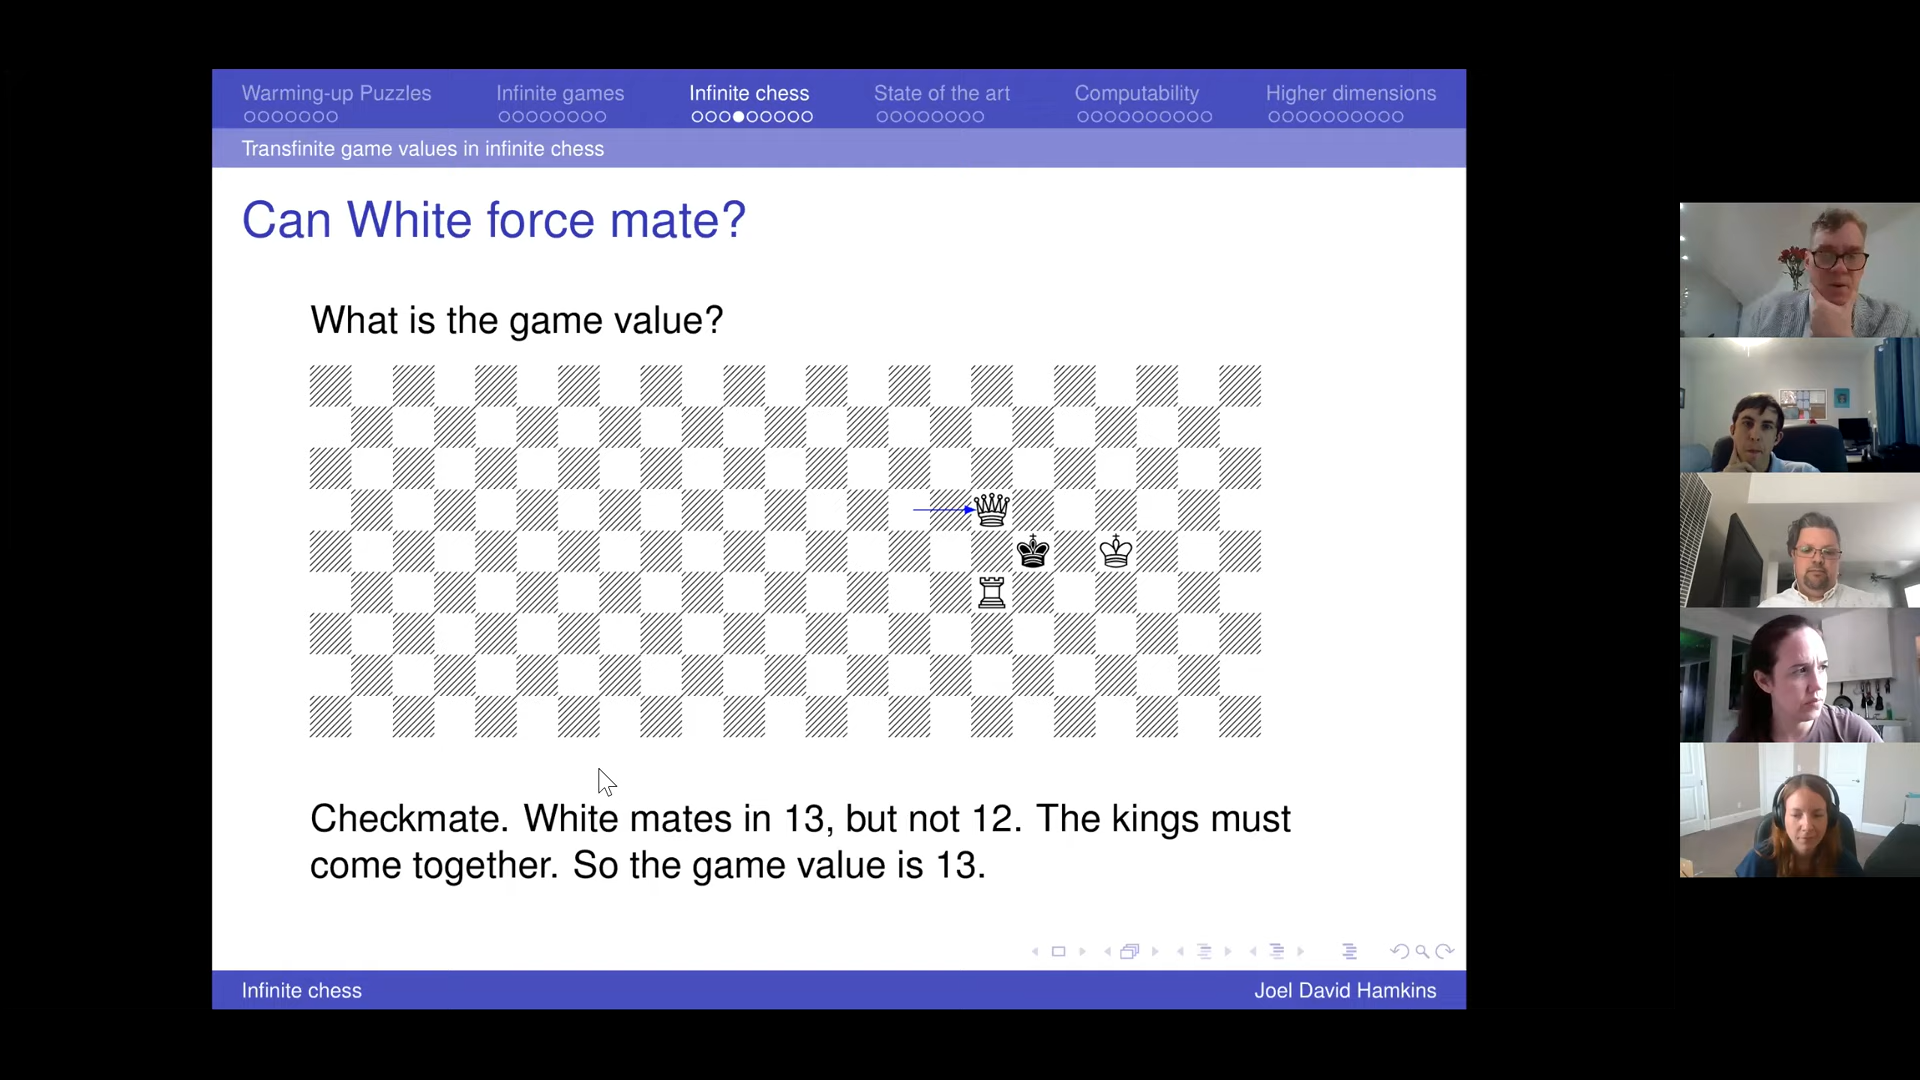 Warming-up Puzzles Infinite games Infinite chess State of the art Computability Higher dimensions
Transfinite game values in infinite chess
Can White force mate?
What is the game value?
Checkmate. White mates in 13, but not 12. The kings must
come together. So the game value is 13.
Infinite chess Joel David Hamkins